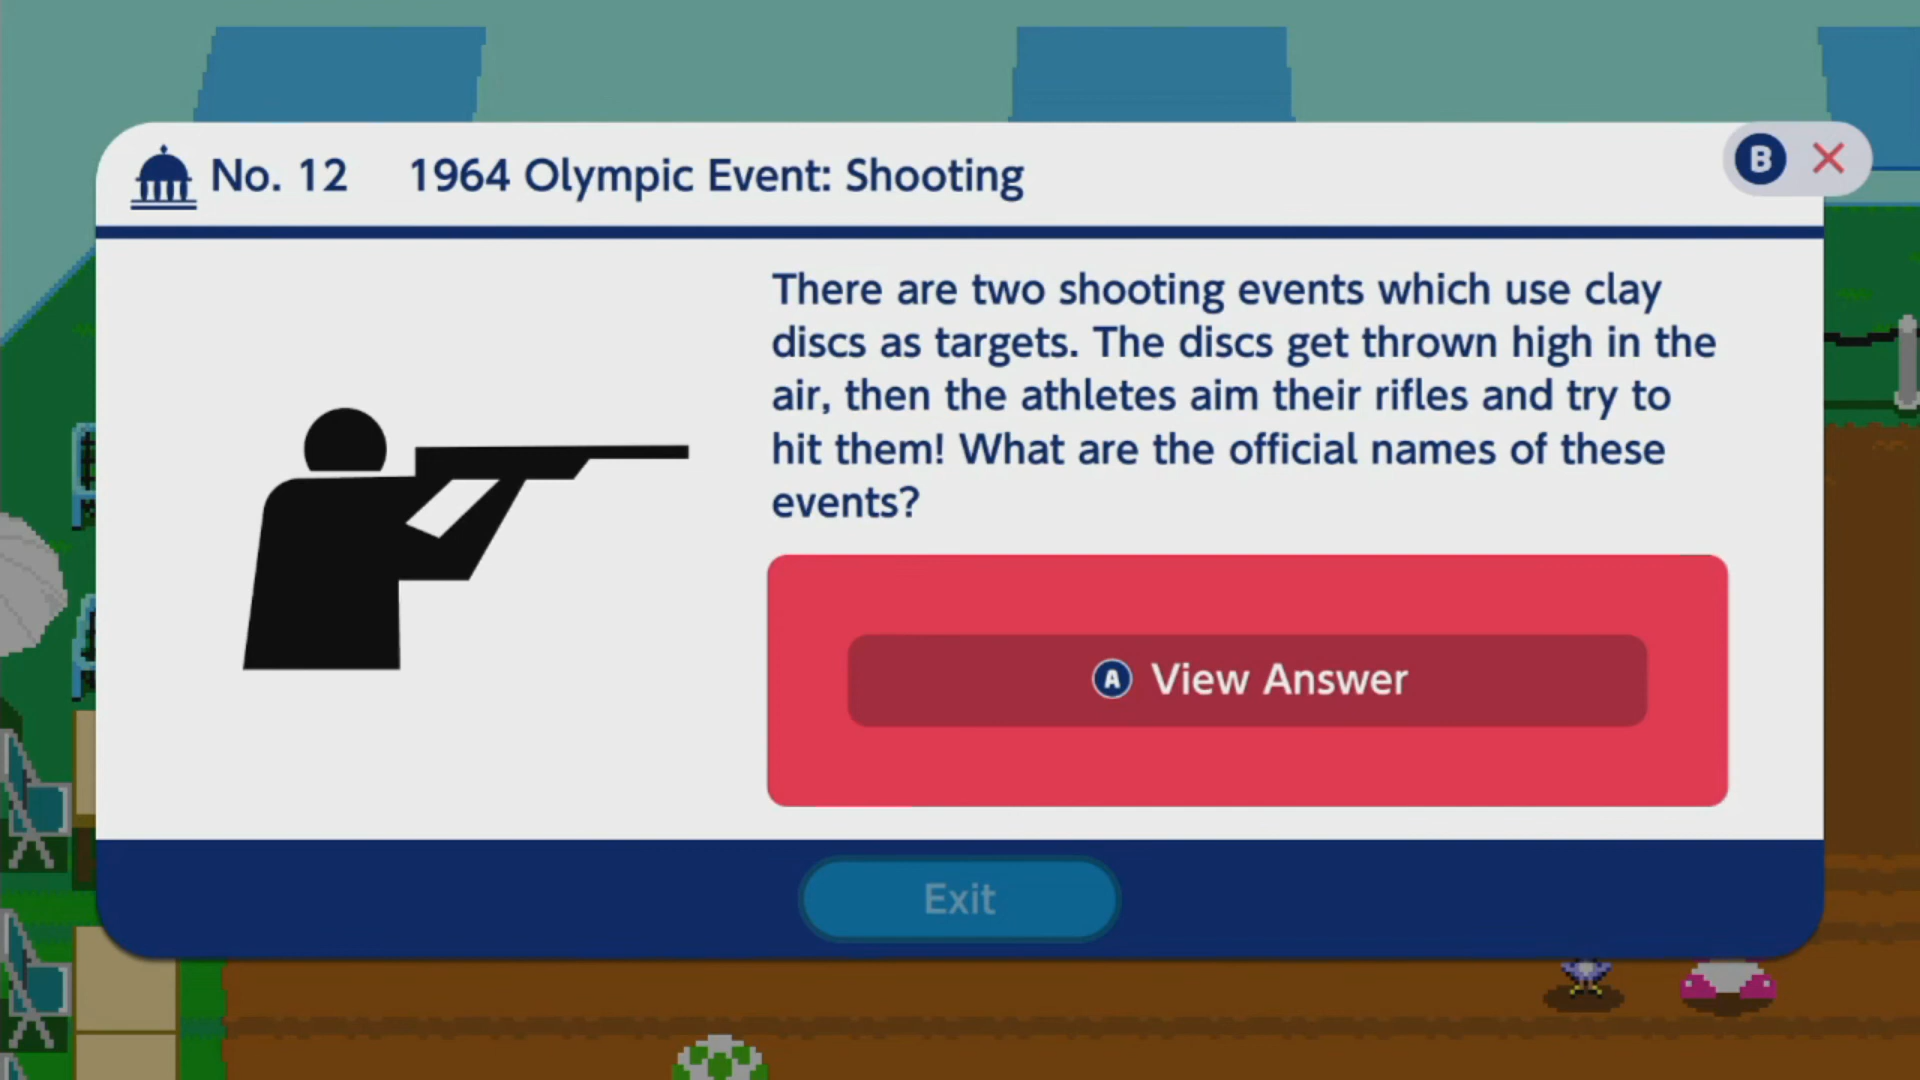 No. 12 1964 Olympic Event: Shooting
B
There are two shooting events which use clay
discs as targets. The discs get thrown high in the
air, then the athletes aim their rifles and try to
hit them! What are the official names of these
events?
A View Answer
Exit